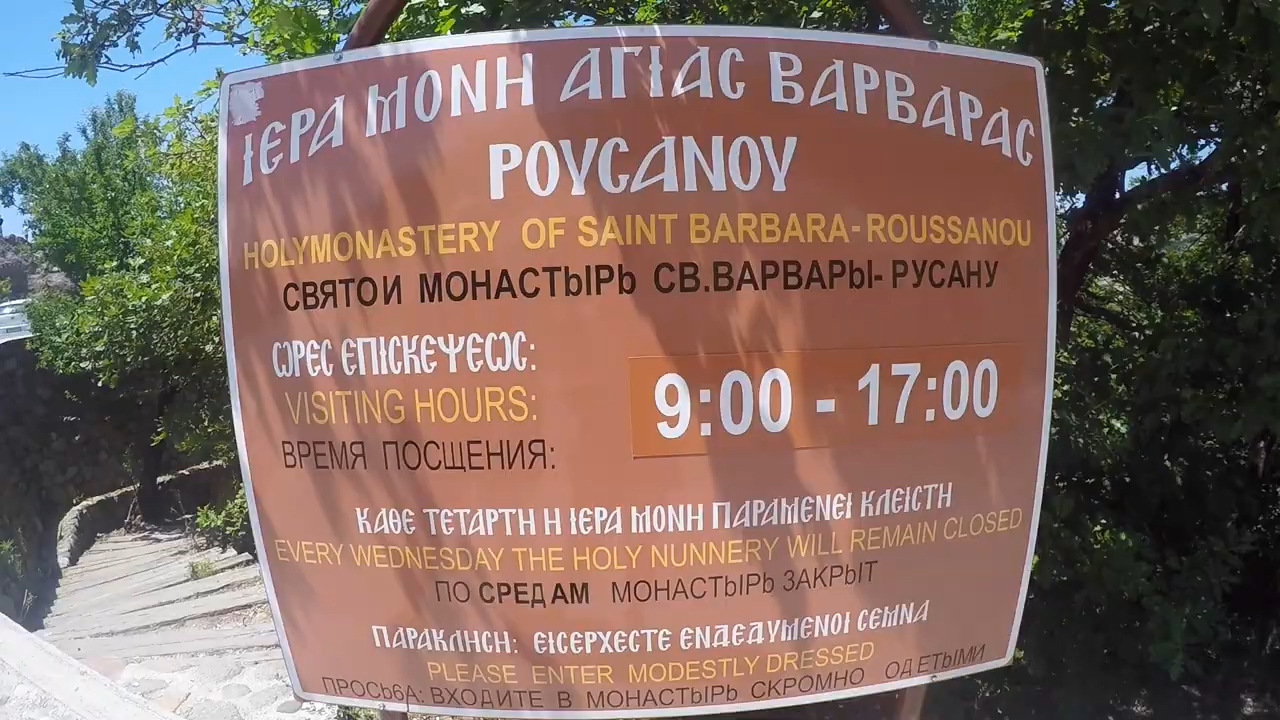 ΙΕΡΑ ΜΟΝΗ ΑΓΙΑΣ ΒΑΡΒΑΡΑΣ
ΡΟΥΣΑΝΟΥ
HOLYMONASTERY OF SAINT BARBARA-ROUSSANOU
СВЯТОИ МОНАСТЫРЬ СВ.ВАРВАРЫ-РУСАНУ
ΩΡΕΣ ΕΠΙΣΚΕΨΕΩΣ:
VISITING HOURS:
ВРЕМЯ ПОСЩЕНИЯ:
9:00 - 17:00
ΚΑΘΕ ΤΕΤΑΡΤΗ Η ΙΕΡΑ ΜΟΝΗ ΠΑΡΑΜΕΝΕΙ ΚΛΕΙΣΤΗ
EVERY WEDNESDAY THE HOLY NUNNERY WILL REMAIN CLOSED
ПО СРЕДАМ МОНАСТЫРЬ ЗАКРЫТ
ΠΑΡΑΚΛΗΣΗ: ΕΙΣΕΡΧΕΣΤΕ ΕΝΔΕΔΥΜΕΝΟΙ ΣΕΜΝΑ
PLEASE ENTER MODESTLY DRESSED
ПРОСЬБА: ВХОДИТЕ В МОНАСТЫРЬ СКРОМНО ОДЕТЫМИ